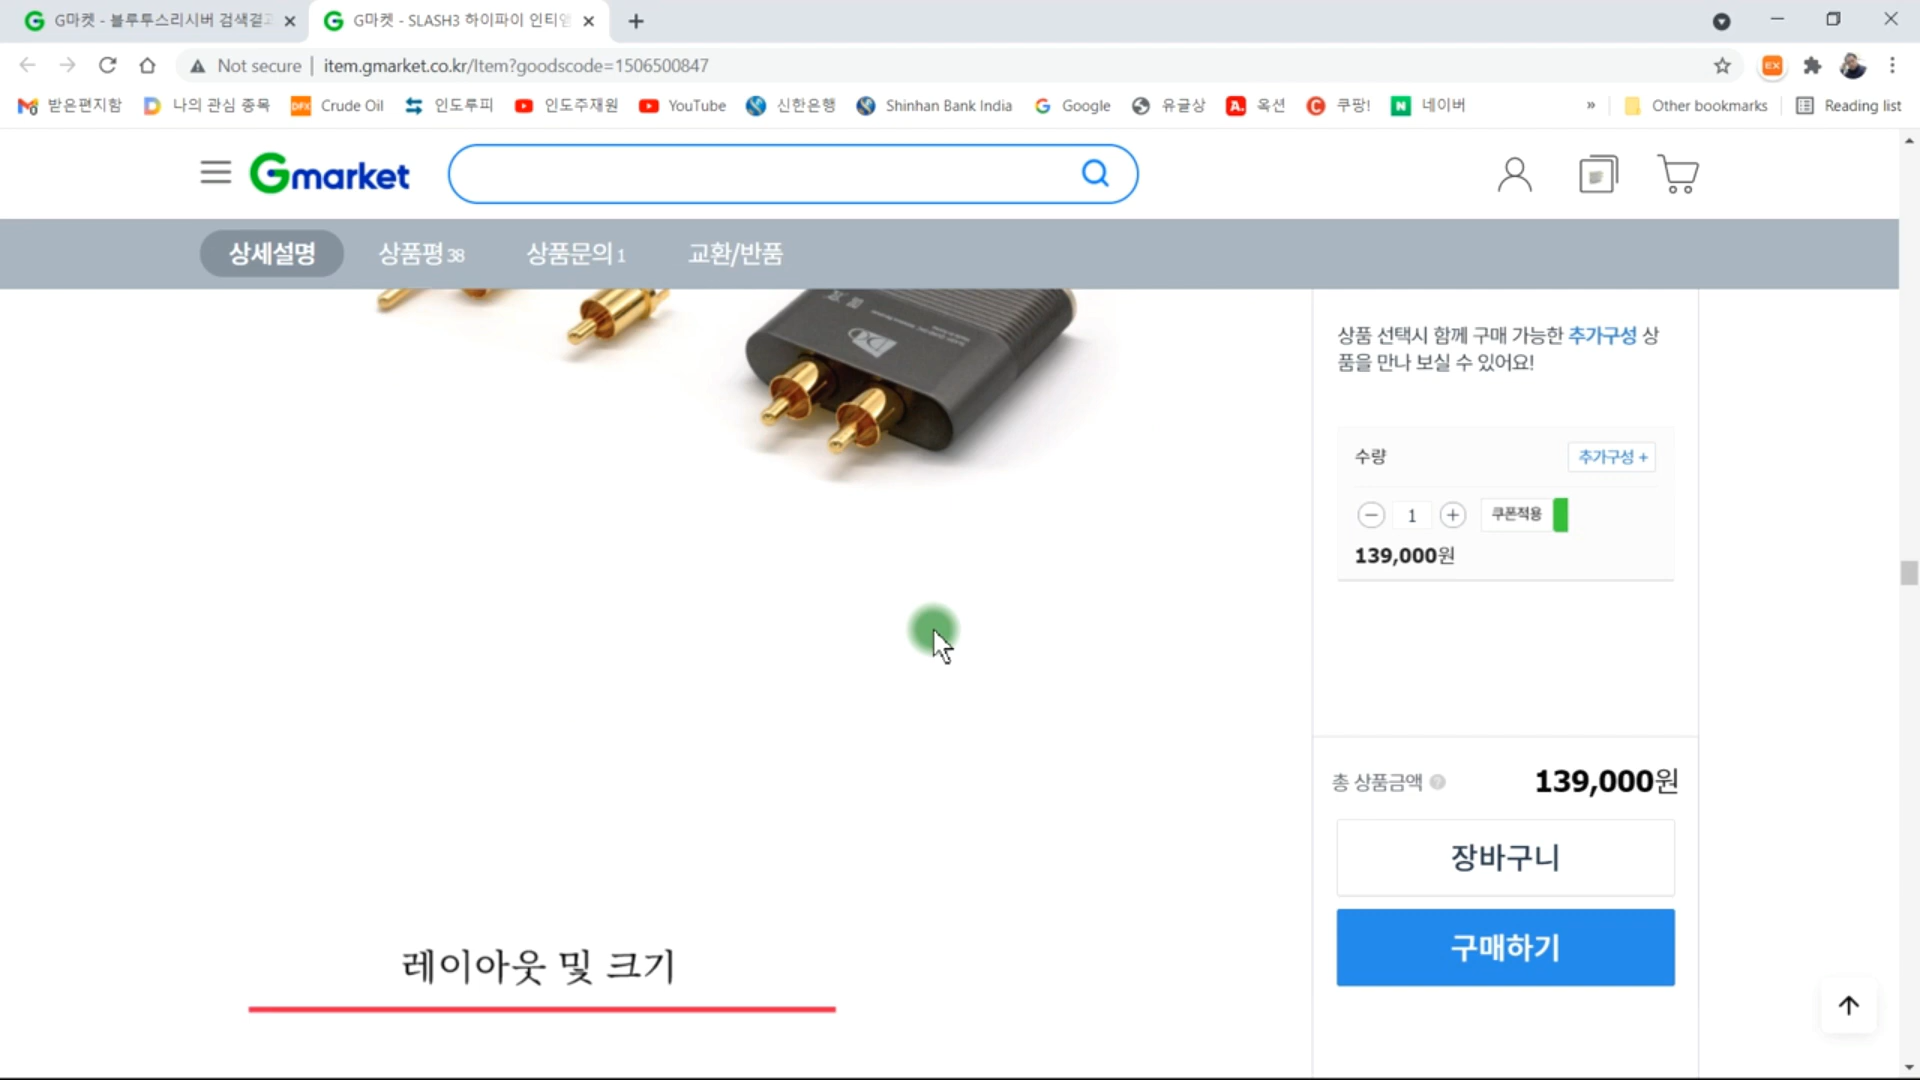 G마켓 - 블루투스리시버 검색결과
G마켓 - SLASH3 하이파이 인티앰
Not secure
item.gmarket.co.kr/Item?goodscode=1506500847
받은편지함
나의 관심 종목
DFX
Crude Oil
인도루피
인도주재원
YouTube
신한은행
Shinhan Bank India
Google
유글상
A.
옥션
쿠팡!
N
네이버
»
Other bookmarks
Reading list
EX
Gmarket
상세설명
상품평 38
상품문의 1
교환/반품
상품 선택시 함께 구매 가능한 추가구성 상
품을 만나 보실 수 있어요!
수량
추가구성 +
1
쿠폰적용
139,000원
총 상품금액
139,000원
장바구니
구매하기
레이아웃 및 크기